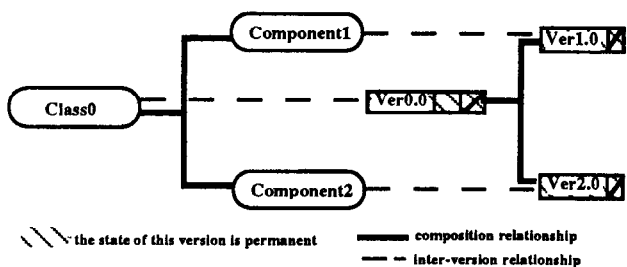 Component1
Ver1.0
Class0
Ver0.0
Component2
Ver2.0
the state of this version is permanent
composition relationship
inter-version relationship